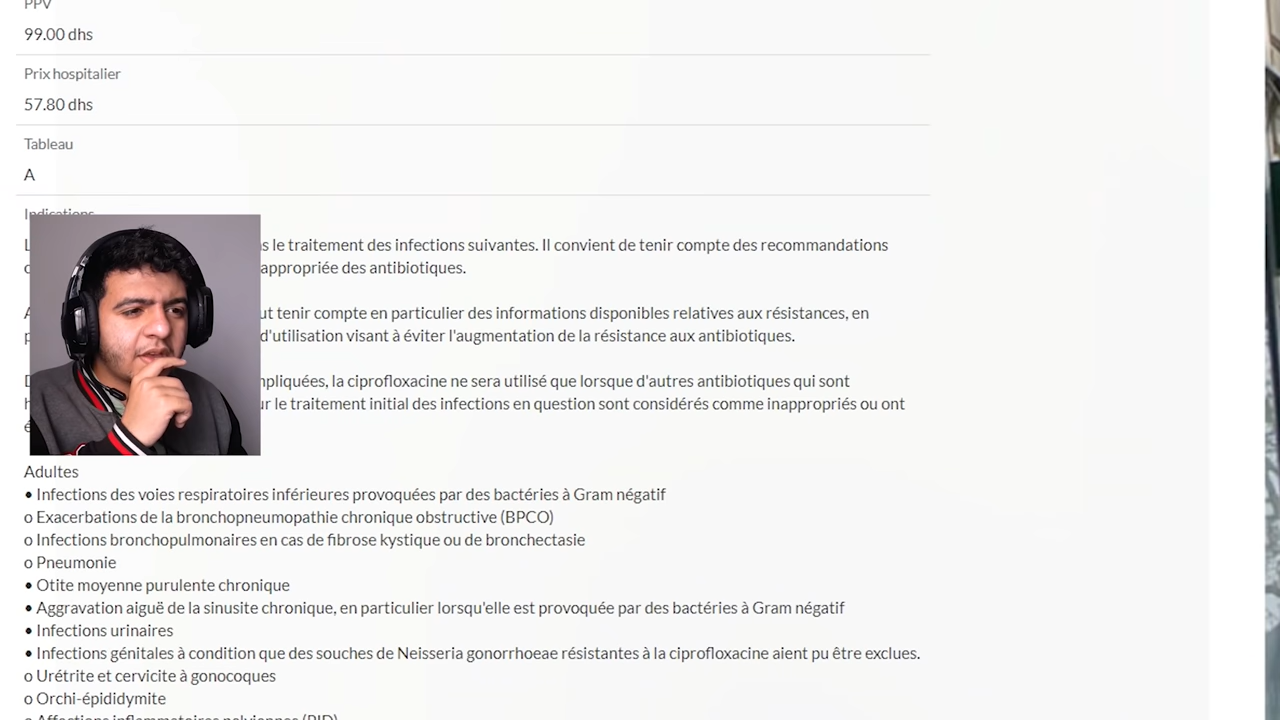 PPV
99.00 dhs
Prix hospitalier
57.80 dhs
Tableau
A
Indications
le traitement des infections suivantes. Il convient de tenir compte des recommandations
appropriée des antibiotiques.
tenir compte en particulier des informations disponibles relatives aux résistances, en
d'utilisation visant à éviter l'augmentation de la résistance aux antibiotiques.
la ciprofloxacine ne sera utilisé que lorsque d'autres antibiotiques qui sont
le traitement initial des infections en question sont considérés comme inappropriés ou ont
Adultes
• Infections des voies respiratoires inférieures provoquées par des bactéries à Gram négatif
o Exacerbations de la bronchopneumopathie chronique obstructive (BPCO)
o Infections bronchopulmonaires en cas de fibrose kystique ou de bronchectasie
o Pneumonie
• Otite moyenne purulente chronique
• Aggravation aiguë de la sinusite chronique, en particulier lorsqu'elle est provoquée par des bactéries à Gram négatif
• Infections urinaires
• Infections génitales à condition que des souches de Neisseria gonorrhoeae résistantes à la ciprofloxacine aient pu être exclues.
o Urétrite et cervicite à gonocoques
o Orchi-épididymite
o Affections inflammatoires pelviennes (PID)